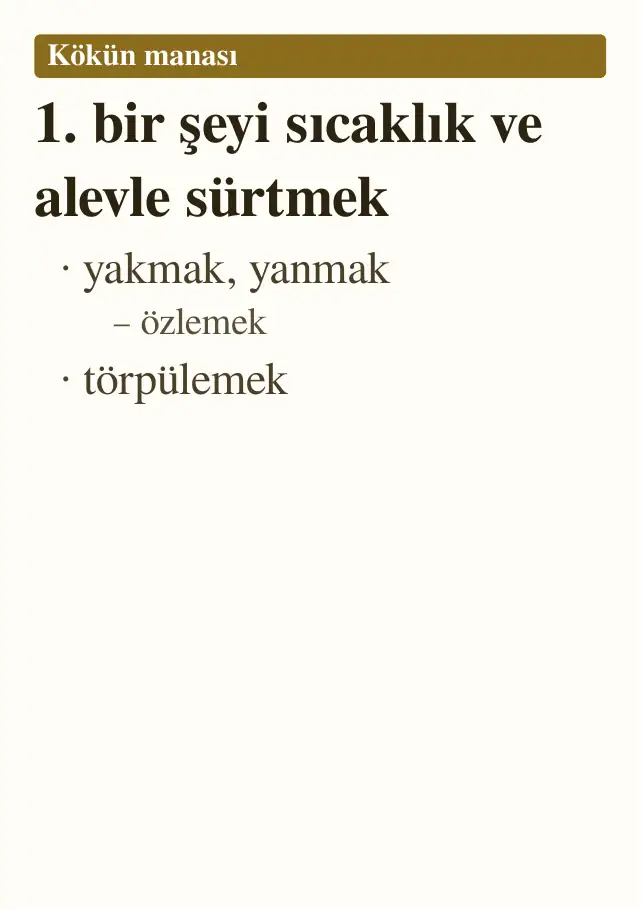 Kökün manası
1. bir şeyi sıcaklık ve
alevle sürtmek
· yakmak, yanmak
– özlemek
· törpülemek